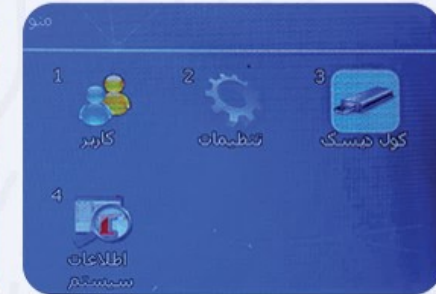 منو
1
کاربر
2
تنظیمات
3
کول دیسک
4
اطلاعات
سیستم